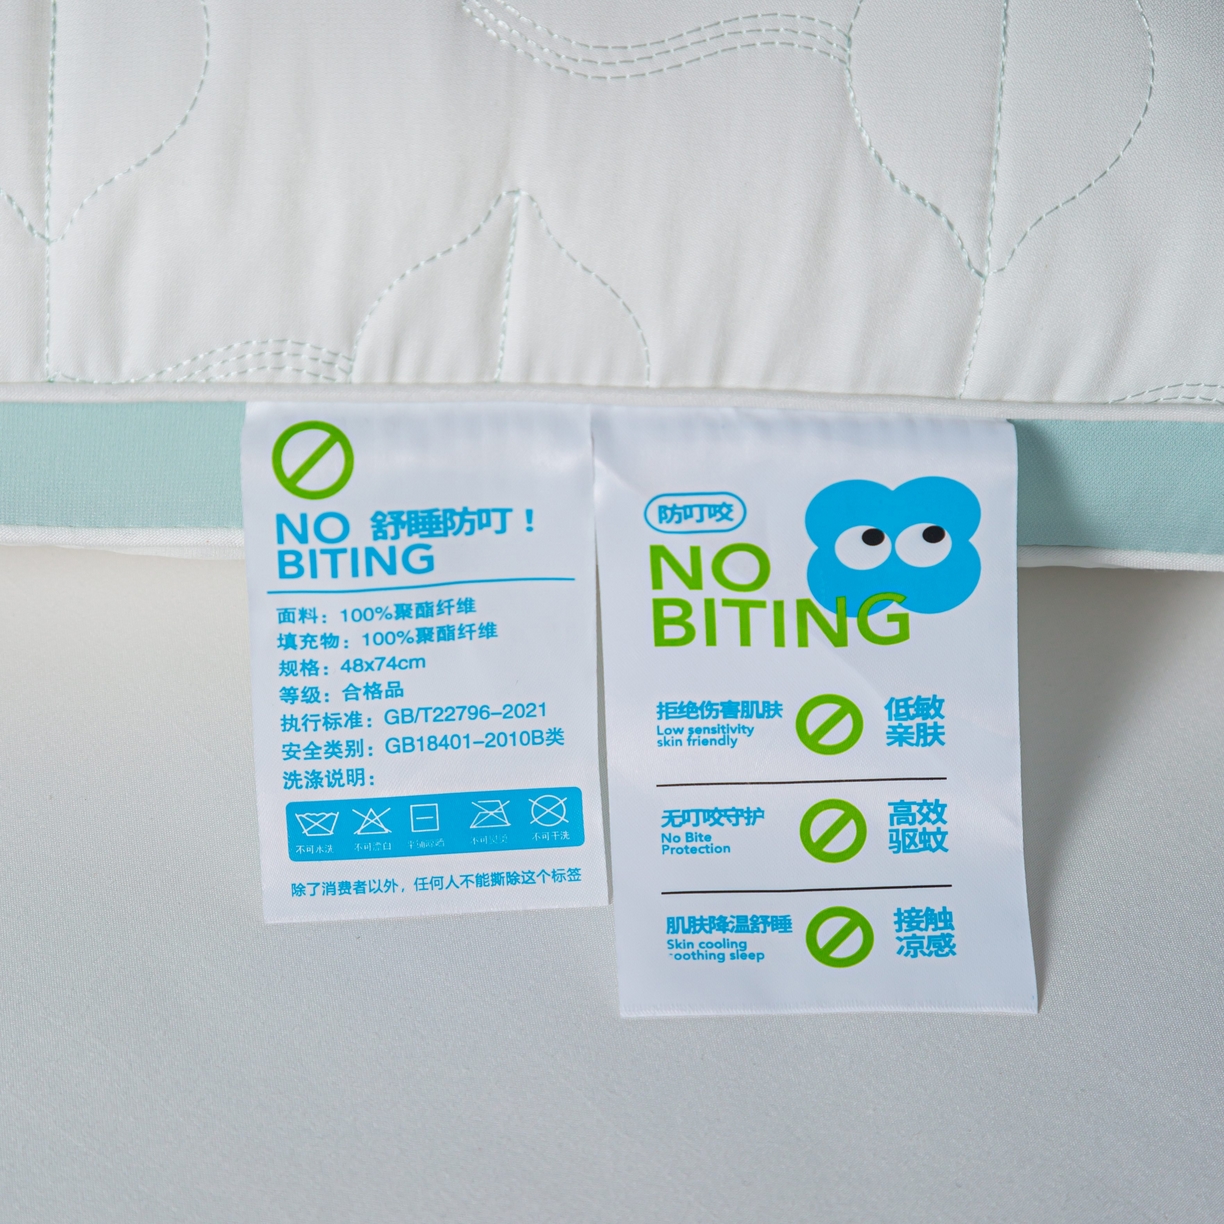 NO 舒睡防叮！
BITING
面料：100%聚酯纤维
填充物：100%聚酯纤维
规格：48x74cm
等级：合格品
执行标准：GB/T22796-2021
安全类别：GB18401-2010B类
洗涤说明：
不可水洗 不可漂白 不可干洗
除了消费者以外，任何人不能撕除这个标签
防叮咬
NO
BITING
拒绝伤害肌肤
Low sensitivity
skin friendly
低敏
亲肤
无叮咬守护
No Bite
Protection
高效
驱蚊
肌肤降温舒睡
Skin cooling
oothing sleep
接触
凉感